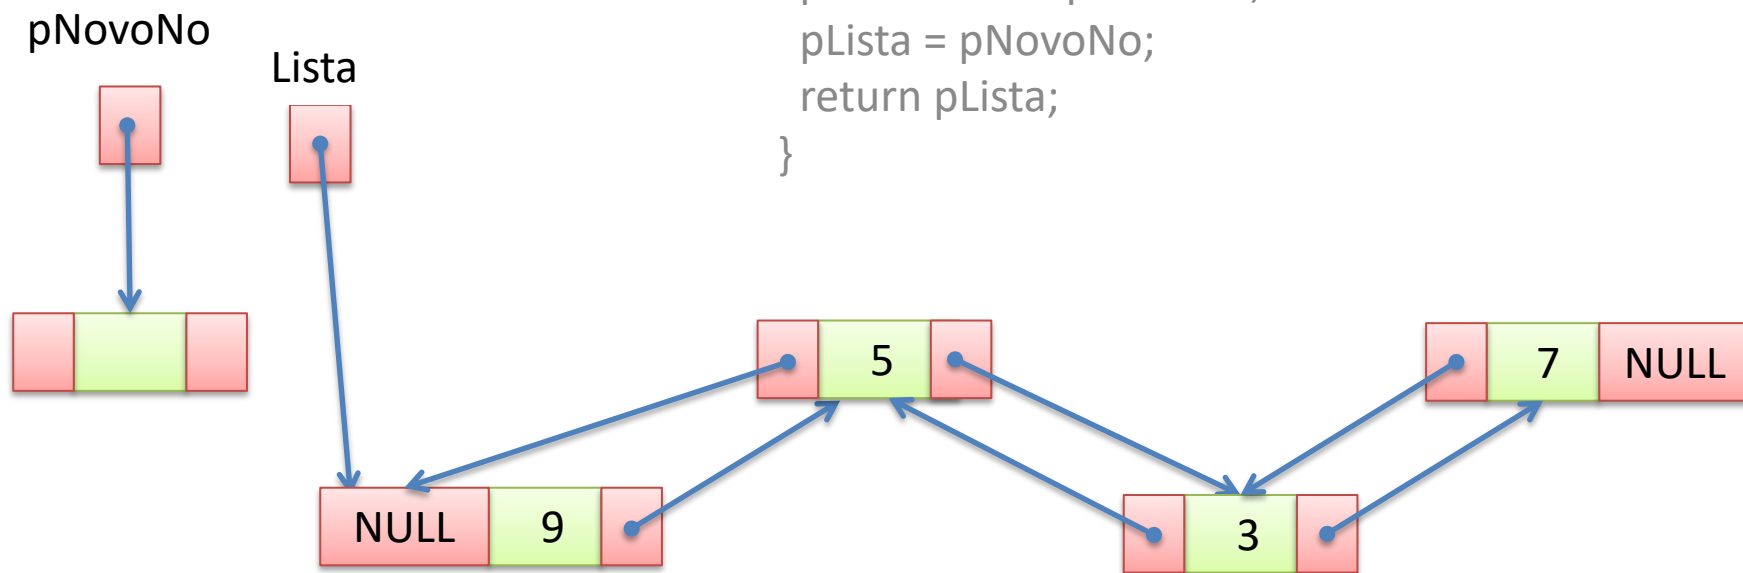 pNovoNo
Lista
pLista = pNovoNo;
return pLista;
}
5
7 NULL
NULL 9
3